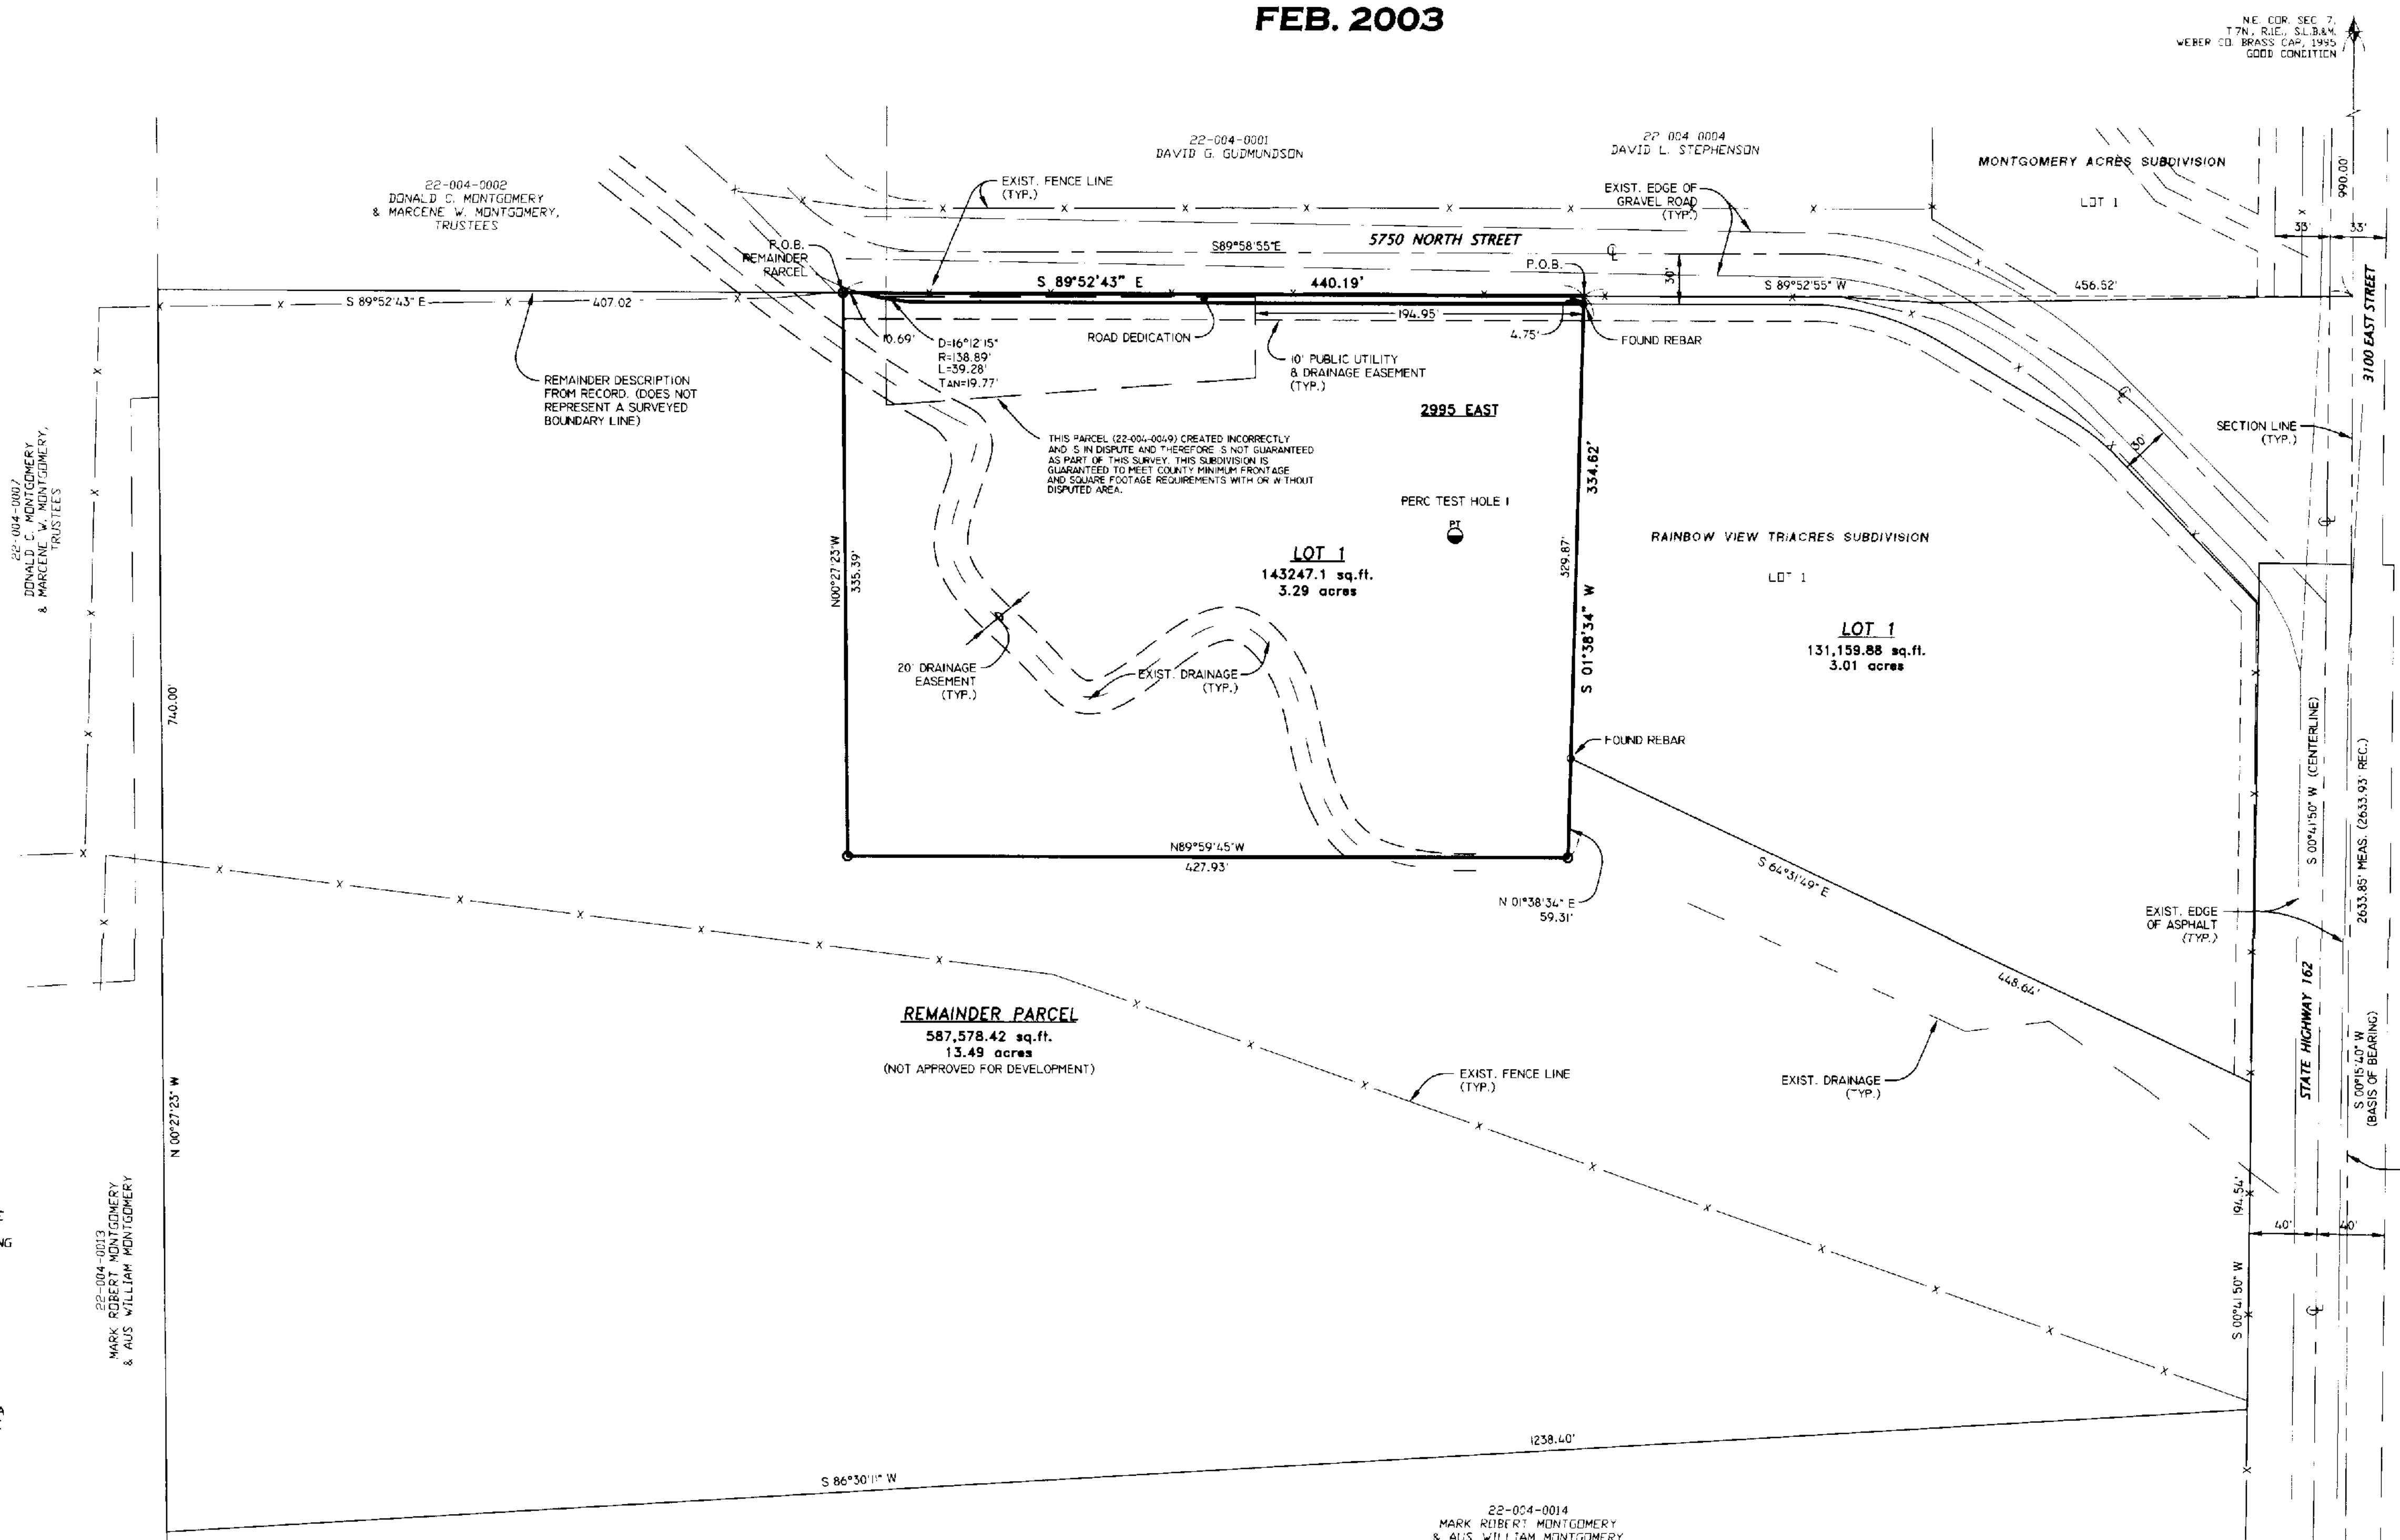 FEB. 2003
N.E. COR. SEC 7,
T7N, R.1E., S.L.B.&M.
WEBER CO. BRASS CAP, 1995
GOOD CONDITION
22-004-0001
DAVID G. GUDMUNDSON
22 004 0004
DAVID L. STEPHENSON
MONTGOMERY ACRES SUBDIVISION
LOT 1
990.00'
33'
33'
3100 EAST STREET
22-004-0002
DONALD C. MONTGOMERY
& MARCENE W. MONTGOMERY,
TRUSTEES
EXIST. FENCE LINE
(TYP.)
EXIST. EDGE OF
GRAVEL ROAD
(TYP.)
P.O.B.
REMAINDER
PARCEL
S89°58'55"E
5750 NORTH STREET
P.O.B.
30'
S 89°52'43" E
440.19'
S 89°52'55" W
456.52'
S 89°52'43" E
407.02
194.95'
4.75'
FOUND REBAR
10.69'
D=16°12'15"
R=138.89'
L=39.28'
TAN=19.77'
ROAD DEDICATION
10' PUBLIC UTILITY
& DRAINAGE EASEMENT
(TYP.)
REMAINDER DESCRIPTION
FROM RECORD. (DOES NOT
REPRESENT A SURVEYED
BOUNDARY LINE)
2995 EAST
THIS PARCEL (22-004-0049) CREATED INCORRECTLY
AND IS IN DISPUTE AND THEREFORE IS NOT GUARANTEED
AS PART OF THIS SURVEY. THIS SUBDIVISION IS
GUARANTEED TO MEET COUNTY MINIMUM FRONTAGE
AND SQUARE FOOTAGE REQUIREMENTS WITH OR WITHOUT
DISPUTED AREA.
SECTION LINE
(TYP.)
30'
22-004-0007
DONALD C. MONTGOMERY
& MARCENE W. MONTGOMERY,
TRUSTEES
334.62'
PERC TEST HOLE 1
PT
RAINBOW VIEW TRIACRES SUBDIVISION
LOT 1
N00°27'23"W
335.39'
LOT 1
143247.1 sq.ft.
3.29 acres
329.87'
S 01°38'34" W
LOT 1
131,159.88 sq.ft.
3.01 acres
20' DRAINAGE
EASEMENT
(TYP.)
EXIST. DRAINAGE
(TYP.)
740.00'
FOUND REBAR
S 00°41'50" W (CENTERLINE)
2633.85' MEAS. (2633.93' REC.)
N89°59'45"W
427.93'
N 01°38'34" E
59.31'
S 64°31'49" E
448.64'
EXIST. EDGE
OF ASPHALT
(TYP.)
STATE HIGHWAY 162
S 00°15'40" W
(BASIS OF BEARING)
REMAINDER PARCEL
587,578.42 sq.ft.
13.49 acres
(NOT APPROVED FOR DEVELOPMENT)
EXIST. FENCE LINE
(TYP.)
EXIST. DRAINAGE
(TYP.)
N 00°27'23" W
22-004-0013
MARK ROBERT MONTGOMERY
& AUS WILLIAM MONTGOMERY
NG
194.54'
40'
40'
S 00°41'50" W
1238.40'
S 86°30'11" W
22-004-0014
MARK ROBERT MONTGOMERY
& AUS WILLIAM MONTGOMERY